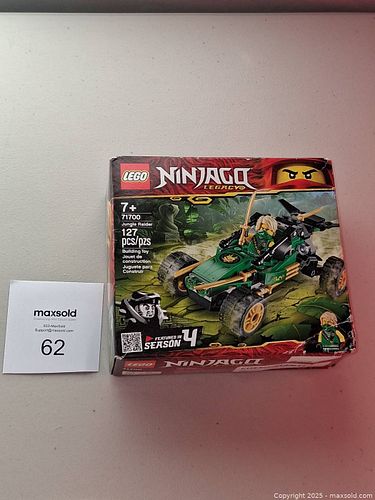 LEGO
NINJAGO
LEGACY
7+
71700
Jungle Raider
127
pcs/pzs
Building Toy
Jouet de
construction
Juguete para
Construir
FEATURED IN
SEASON 4
LEGO
NINJAGO
maxsold
62
Copyright © 2025 - maxsold.com